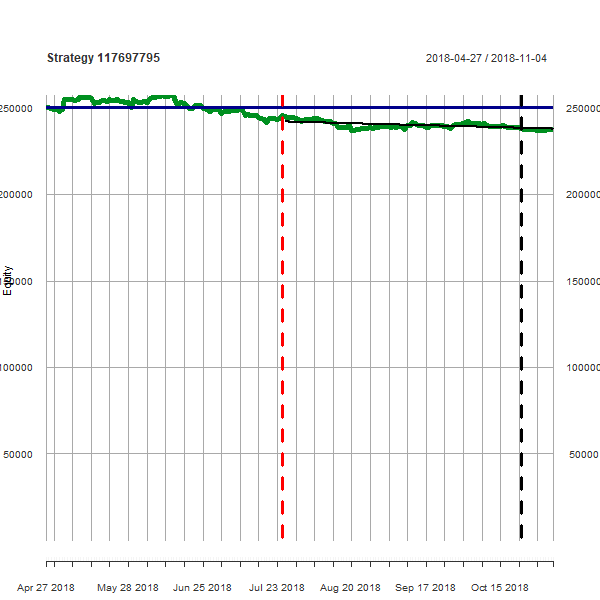 Strategy 117697795
2018-04-27 / 2018-11-04
250000
250000
200000
200000
150000
150000
Equity
100000
100000
50000
50000
Apr 27 2018
May 28 2018
Jun 25 2018
Jul 23 2018
Aug 20 2018
Sep 17 2018
Oct 15 2018